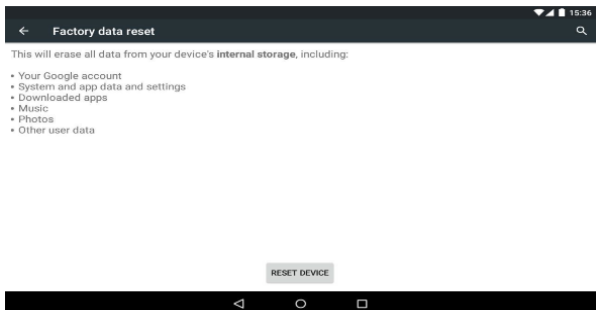 15:36
Factory data reset
This will erase all data from your device's internal storage, including:
• Your Google account
• System and app data and settings
• Downloaded apps
• Music
• Photos
• Other user data
RESET DEVICE